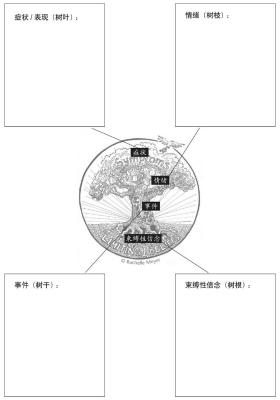 症状 / 表现（树叶）：
情绪（树枝）：
症状
情绪
事件
束缚性信念
© Rachelle Meyer
事件（树干）：
束缚性信念（树根）：